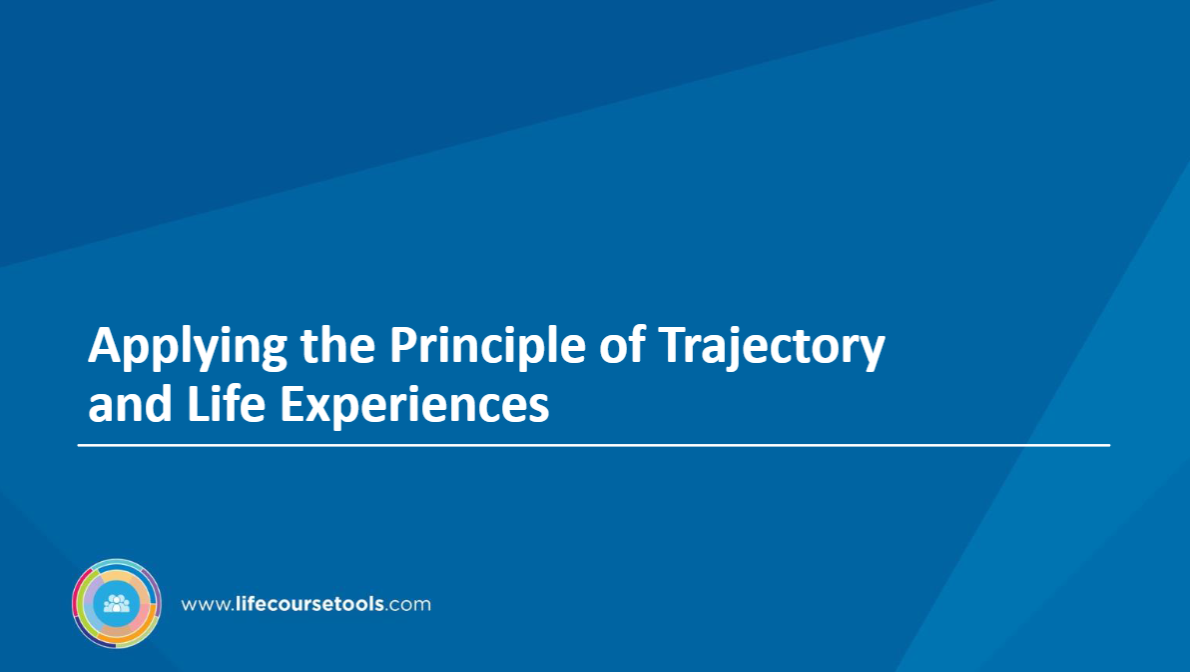 Applying the Principle of Trajectory
and Life Experiences
www.lifecoursetools.com